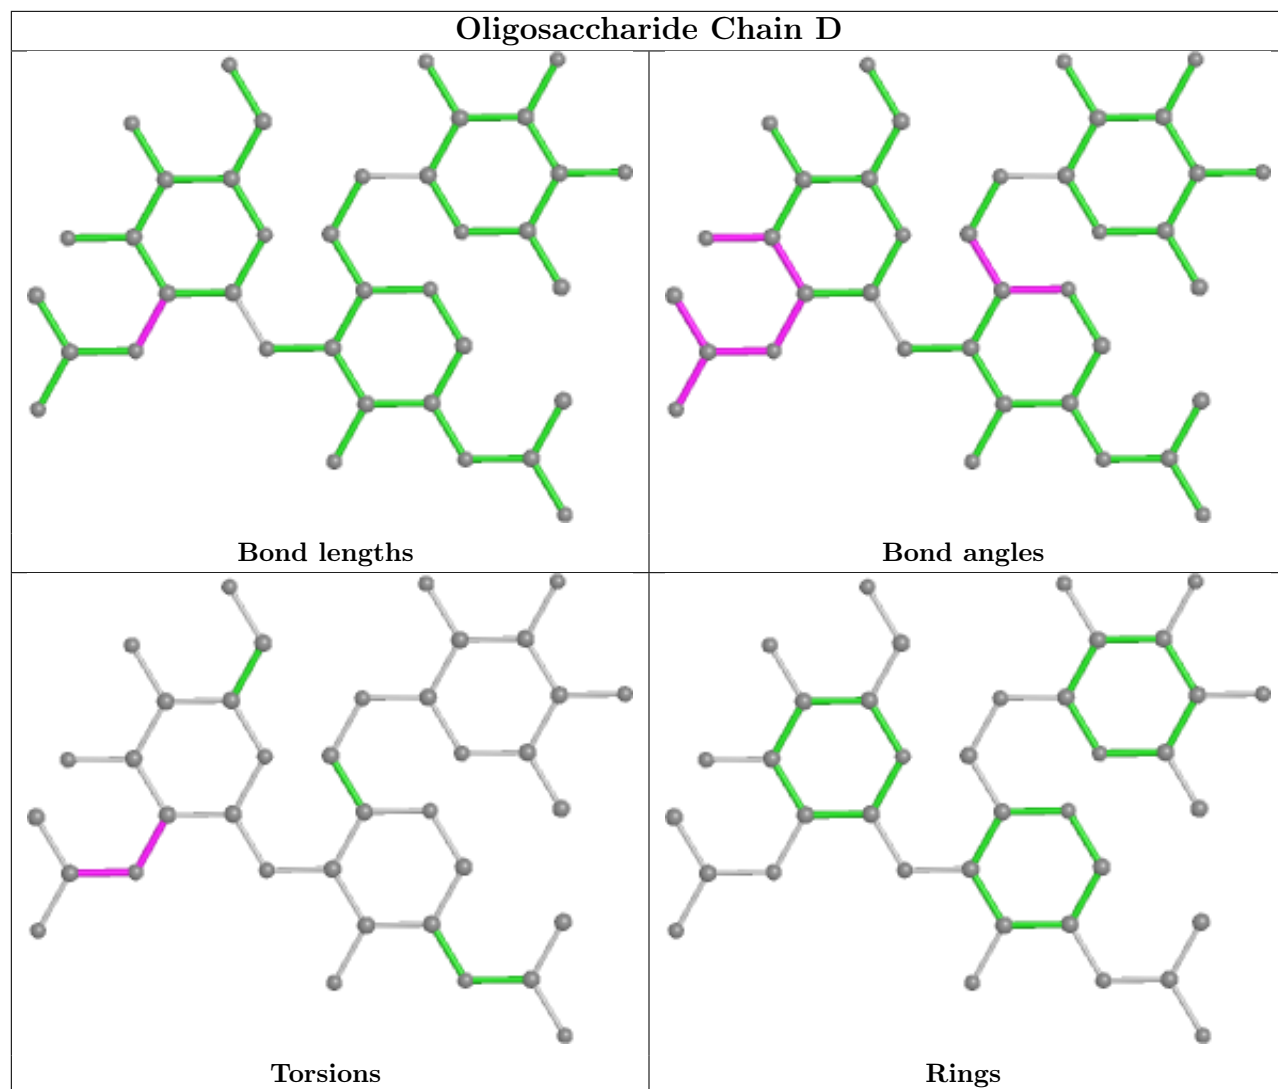 Oligosaccharide Chain D
Bond lengths
Bond angles
Torsions
Rings